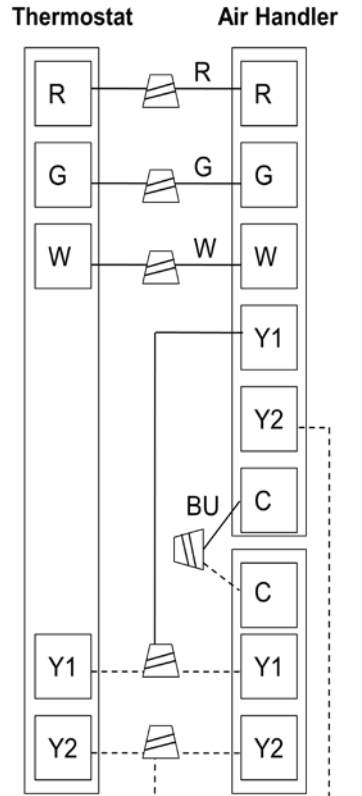 Thermostat Air Handler
R R R
G G G
W W W
Y1
Y2
BU C
C
Y1 Y1
Y2 Y2